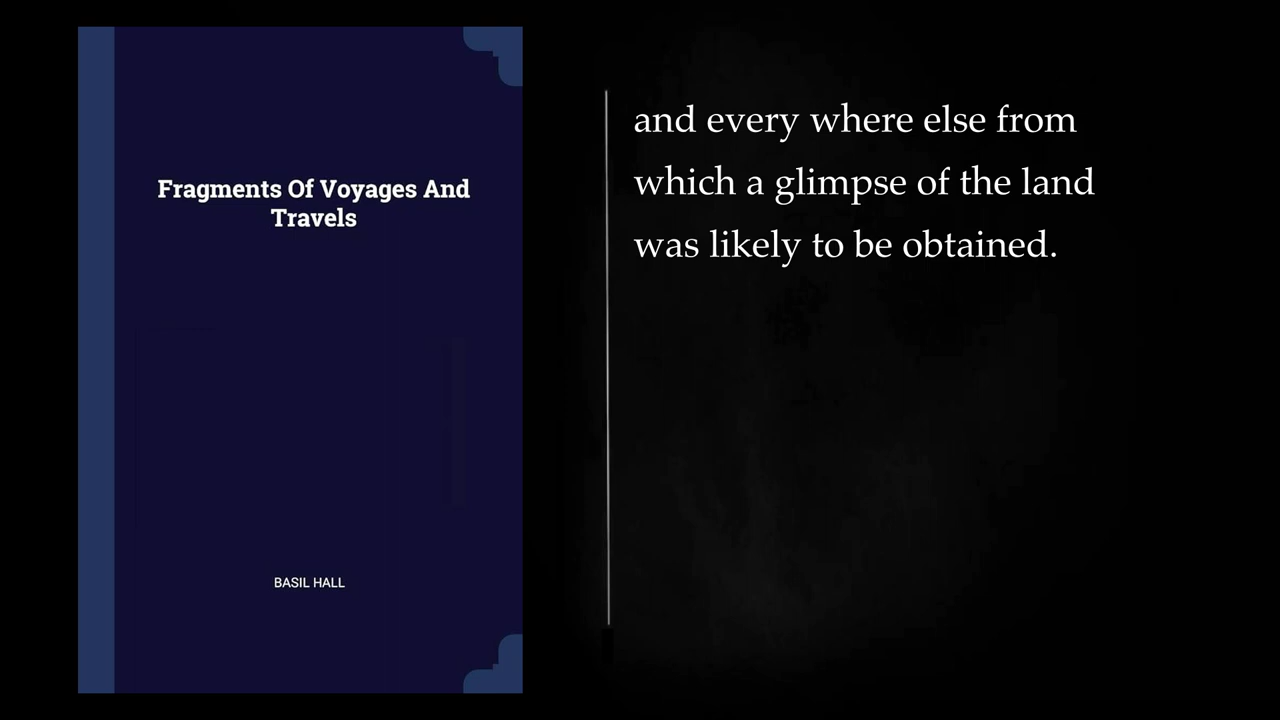 Fragments Of Voyages And
Travels
BASIL HALL
and every where else from
which a glimpse of the land
was likely to be obtained.